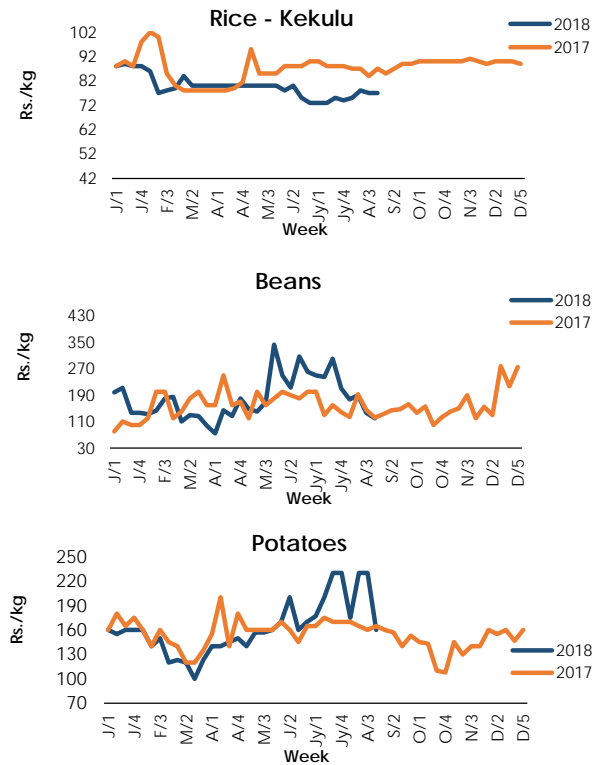 Rice - Kekulu
2018
2017
Rs./kg
102
92
82
72
62
52
42
J/1 J/4 F/3 M/2 A/1 A/4 M/3 J/2 Jy/1 Jy/4 A/3 S/2 O/1 O/4 N/3 D/2 D/5
Week
Beans
2018
2017
Rs./kg
430
350
270
190
110
30
J/1 J/4 F/3 M/2 A/1 A/4 M/3 J/2 Jy/1 Jy/4 A/3 S/2 O/1 O/4 N/3 D/2 D/5
Week
Potatoes
Rs./kg
250
220
190
160
130
100
70
2018
2017
J/1 J/4 F/3 M/2 A/1 A/4 M/3 J/2 Jy/1 Jy/4 A/3 S/2 O/1 O/4 N/3 D/2 D/5
Week